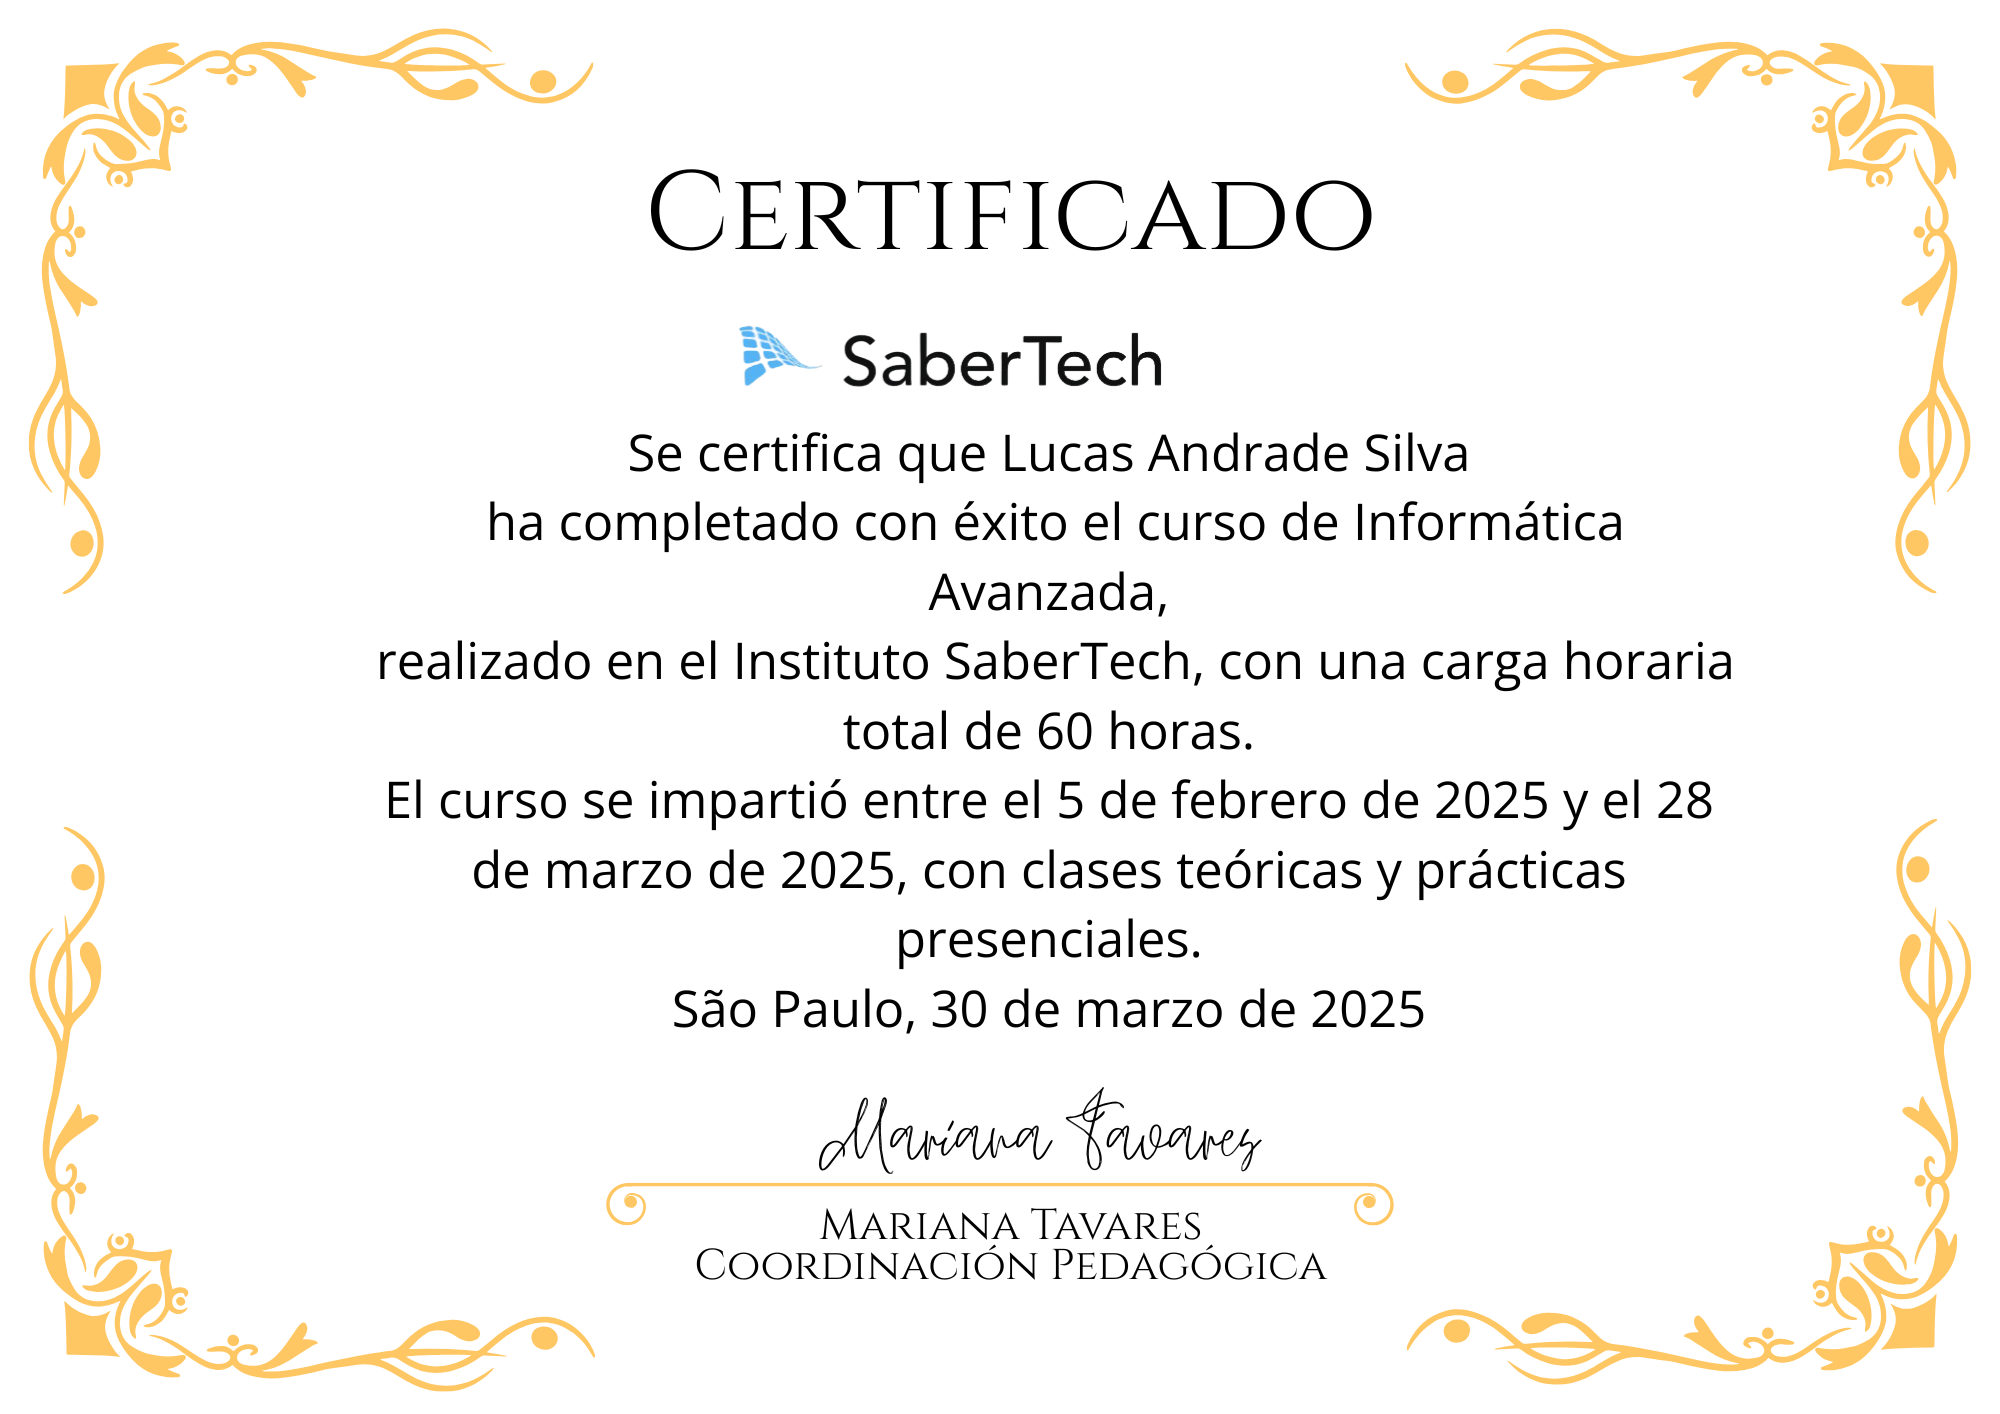 Certificado
SaberTech
Se certifica que Lucas Andrade Silva
ha completado con éxito el curso de Informática
Avanzada,
realizado en el Instituto SaberTech, con una carga horaria
total de 60 horas.
El curso se impartió entre el 5 de febrero de 2025 y el 28
de marzo de 2025, con clases teóricas y prácticas
presenciales.
São Paulo, 30 de marzo de 2025
Mariana Tavares
Mariana Tavares
Coordinación Pedagógica